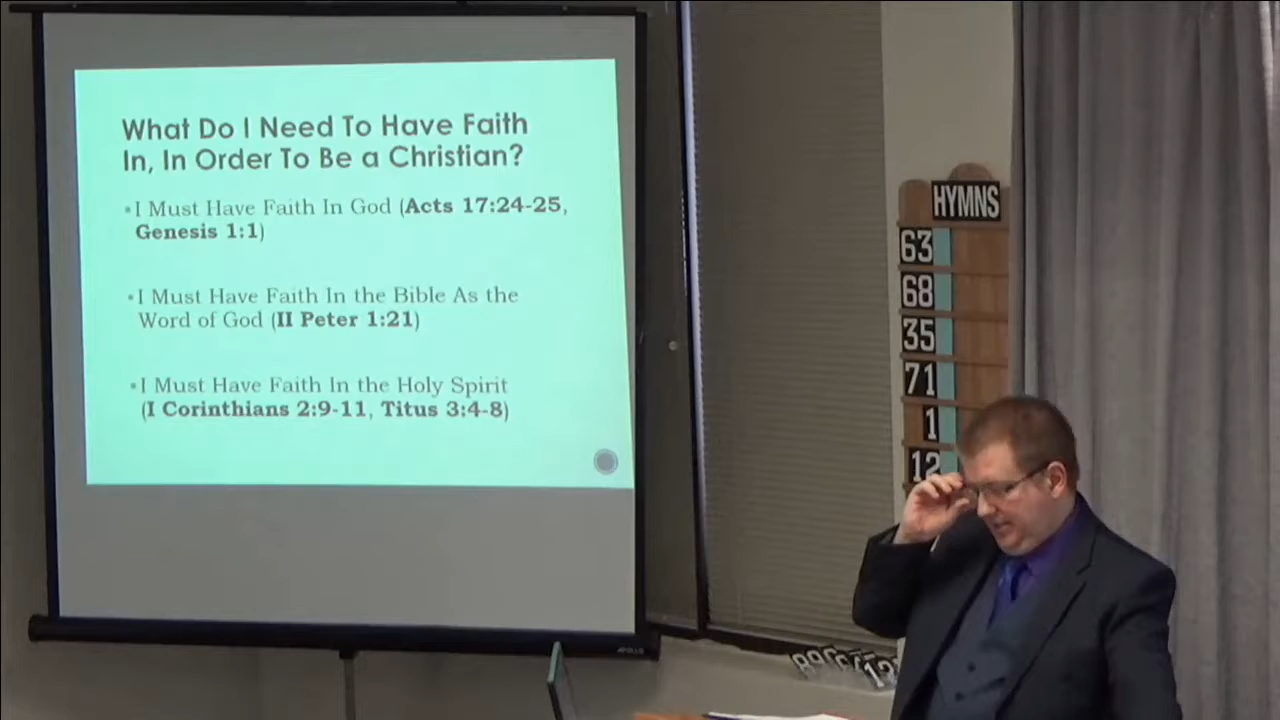 What Do I Need To Have Faith
In, In Order To Be a Christian?
•I Must Have Faith In God (Acts 17:24-25,
Genesis 1:1)
•I Must Have Faith In the Bible As the
Word of God (II Peter 1:21)
•I Must Have Faith In the Holy Spirit
(I Corinthians 2:9-11, Titus 3:4-8)
APOLLO
HYMNS
63
68
35
71
1
12